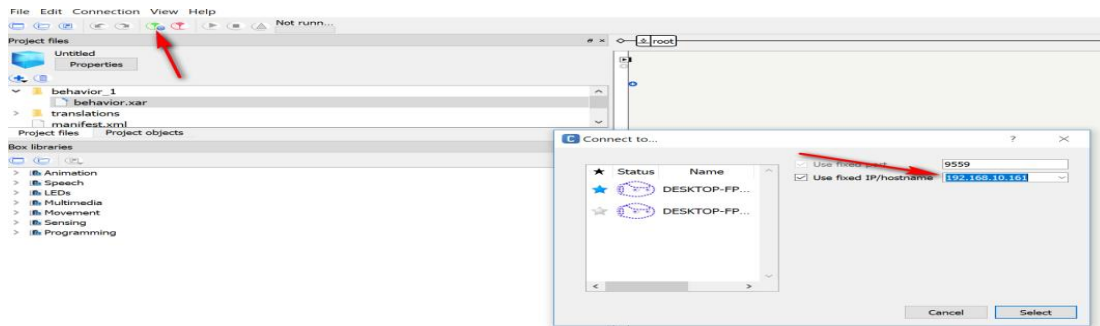 File Edit Connection View Help
Not runn...
Project files
root
Untitled
Properties
behavior_1
behavior.xar
translations
manifest.xml
Project files Project objects
Box libraries
Animation
Speech
LEDs
Multimedia
Movement
Sensing
Programming
C Connect to... ?
Status Name
DESKTOP-FP...
DESKTOP-FP...
Use fixed port 9559
Use fixed IP/hostname 192.168.10.161
Cancel Select